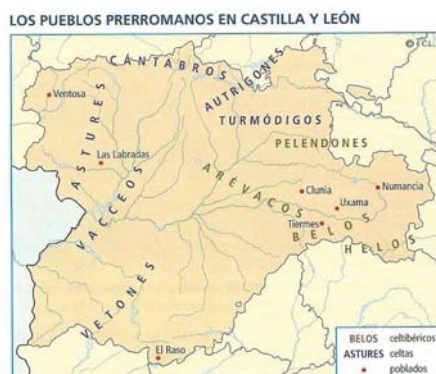 LOS PUEBLOS PRERROMANOS EN CASTILLA Y LEÓN
CÁNTABROS
AUTRIGONES
Ventosa
ASTURES
TURMÓDIGOS
PELENDONES
Las Labradas
VACCEOS
ARÉVACOS
Clunia
Numancia
Uxama
Tiermes
BELOS
HELOS
VETONES
El Raso
BELOS celtibéricos
ASTURES celtas
poblados